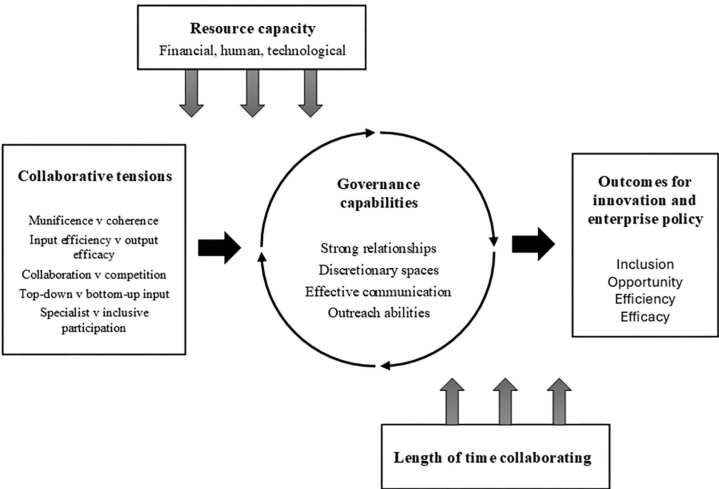 Resource capacity
Financial, human, technological
Collaborative tensions
Munificence v coherence
Input efficiency v output
efficacy
Collaboration v competition
Top-down v bottom-up input
Specialist v inclusive
participation
Governance
capabilities
Strong relationships
Discretionary spaces
Effective communication
Outreach abilities
Outcomes for
innovation and
enterprise policy
Inclusion
Opportunity
Efficiency
Efficacy
Length of time collaborating